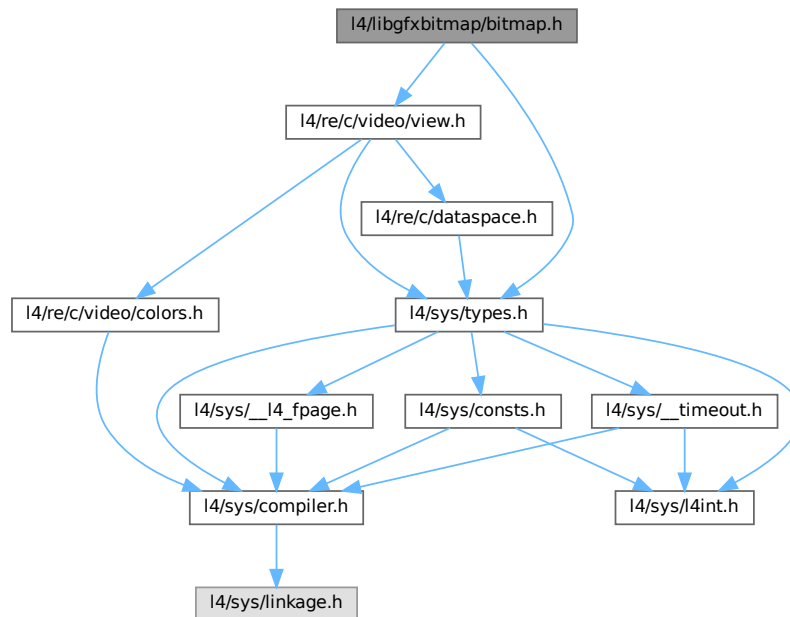 l4/libgfxbitmap/bitmap.h
l4/re/c/video/view.h
l4/re/c/dataspace.h
l4/re/c/video/colors.h
l4/sys/types.h
l4/sys/__l4_fpage.h
l4/sys/consts.h
l4/sys/__timeout.h
l4/sys/compiler.h
l4/sys/l4int.h
l4/sys/linkage.h